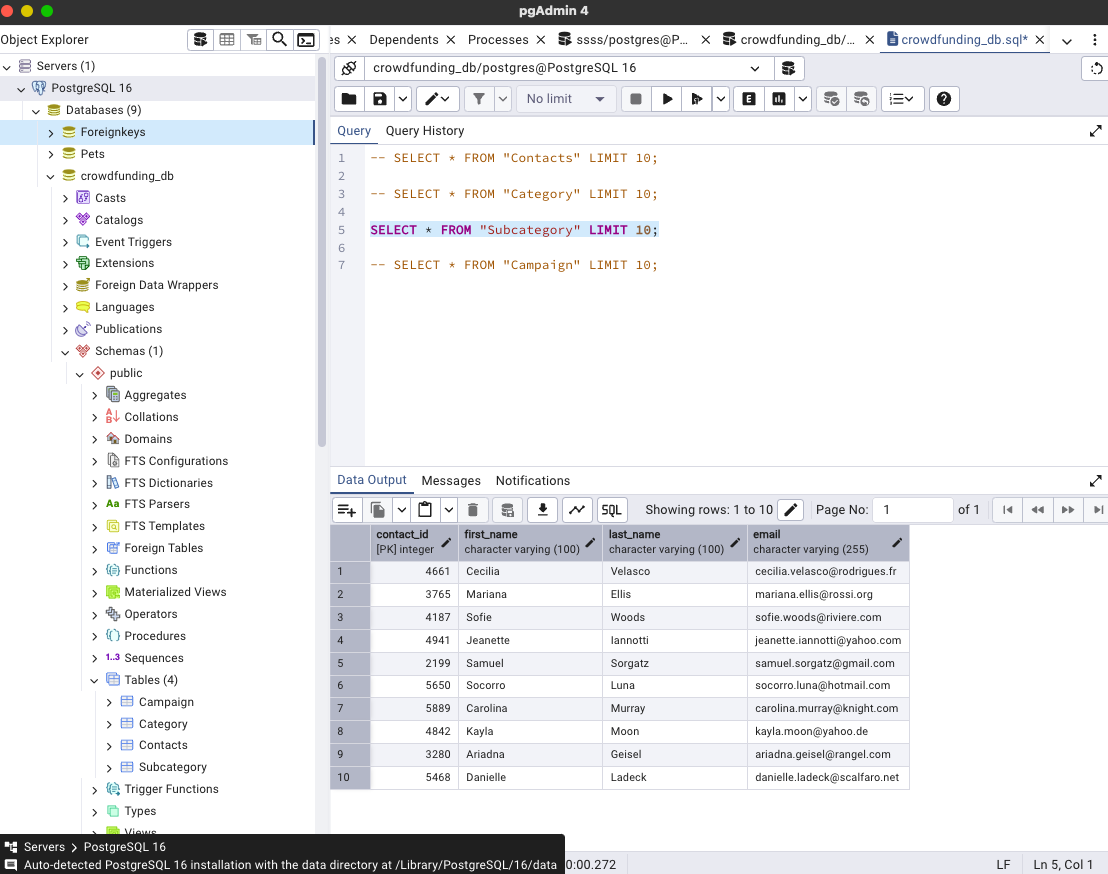 pgAdmin 4
Object Explorer
es
Dependents
Processes
ssss/postgres@P...
crowdfunding_db/...
crowdfunding_db.sql*
Servers (1)
PostgreSQL 16
Databases (9)
Foreignkeys
Pets
crowdfunding_db
Casts
Catalogs
Event Triggers
Extensions
Foreign Data Wrappers
Languages
Publications
Schemas (1)
public
Aggregates
Collations
Domains
FTS Configurations
FTS Dictionaries
Aa FTS Parsers
FTS Templates
Foreign Tables
Functions
Materialized Views
Operators
Procedures
1..3 Sequences
Tables (4)
Campaign
Category
Contacts
Subcategory
Trigger Functions
Types
Views
crowdfunding_db/postgres@PostgreSQL 16
No limit
E
Query
Query History
1 -- SELECT * FROM "Contacts" LIMIT 10;
2
3 -- SELECT * FROM "Category" LIMIT 10;
4
5 SELECT * FROM "Subcategory" LIMIT 10;
6
7 -- SELECT * FROM "Campaign" LIMIT 10;
Data Output
Messages
Notifications
SQL
Showing rows: 1 to 10
Page No: 1 of 1
contact_id
[PK] integer
first_name
character varying (100)
last_name
character varying (100)
email
character varying (255)
1 4661 Cecilia Velasco cecilia.velasco@rodrigues.fr
2 3765 Mariana Ellis mariana.ellis@rossi.org
3 4187 Sofie Woods sofie.woods@riviere.com
4 4941 Jeanette Iannotti jeanette.iannotti@yahoo.com
5 2199 Samuel Sorgatz samuel.sorgatz@gmail.com
6 5650 Socorro Luna socorro.luna@hotmail.com
7 5889 Carolina Murray carolina.murray@knight.com
8 4842 Kayla Moon kayla.moon@yahoo.de
9 3280 Ariadna Geisel ariadna.geisel@rangel.com
10 5468 Danielle Ladeck danielle.ladeck@scalfaro.net
Servers > PostgreSQL 16
Auto-detected PostgreSQL 16 installation with the data directory at /Library/PostgreSQL/16/data
0:00.272
LF
Ln 5, Col 1